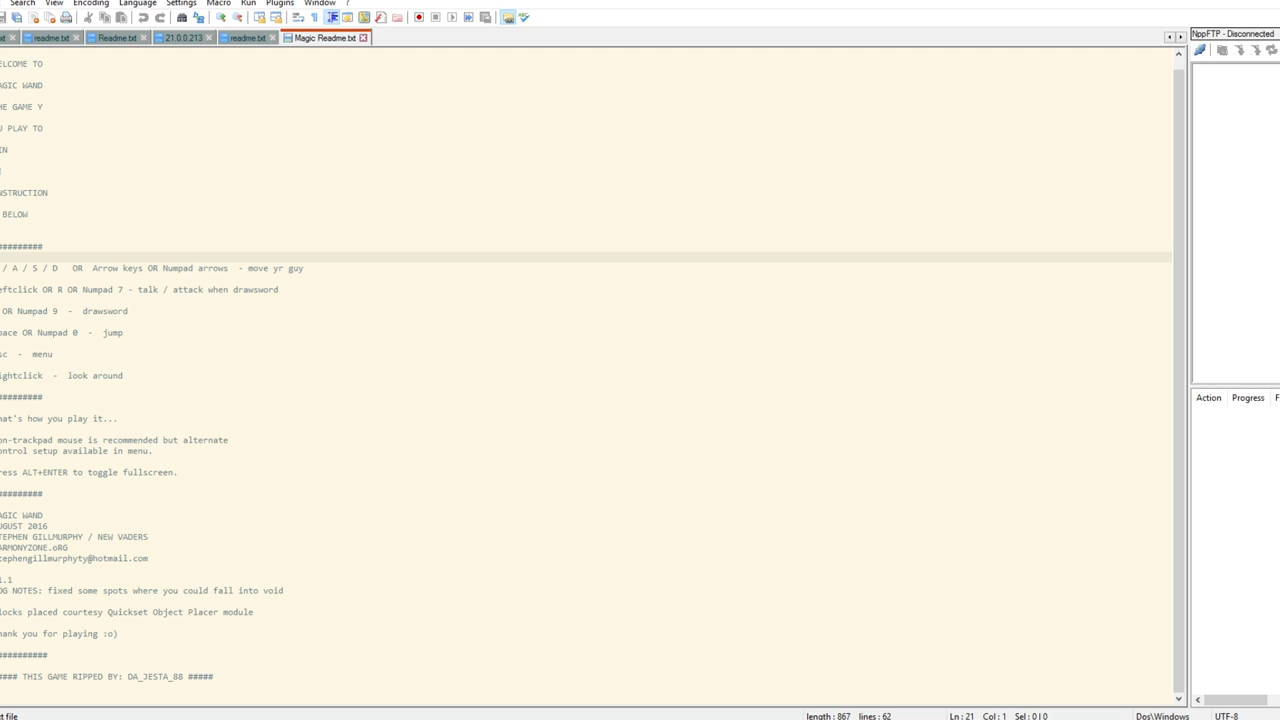 Search View Encoding Language Settings Macro Run Plugins Window ?
xt readme.txt Readme.txt 21.0.0.213 readme.txt Magic Readme.txt
NppFTP - Disconnected
ELCOME TO
AGIC WAND
HE GAME Y
U PLAY TO
IN
NSTRUCTION
BELOW
#########
/ A / S / D OR Arrow keys OR Numpad arrows - move yr guy
eftclick OR R OR Numpad 7 - talk / attack when drawsword
OR Numpad 9 - drawsword
pace OR Numpad 0 - jump
sc - menu
ightclick - look around
#########
hat's how you play it...
on-trackpad mouse is recommended but alternate
ontrol setup available in menu.
ress ALT+ENTER to toggle fullscreen.
#########
AGIC WAND
UGUST 2016
TEPHEN GILLMURPHY / NEW VADERS
ARMONYZONE.oRG
tephengillmurphyty@hotmail.com
1.1
OG NOTES: fixed some spots where you could fall into void
locks placed courtesy Quickset Object Placer module
hank you for playing :o)
##########
#### THIS GAME RIPPED BY: DA_JESTA_88 #####
Action Progress F
t file length : 867 lines : 62 Ln : 21 Col : 1 Sel : 0 | 0 Dos\Windows UTF-8